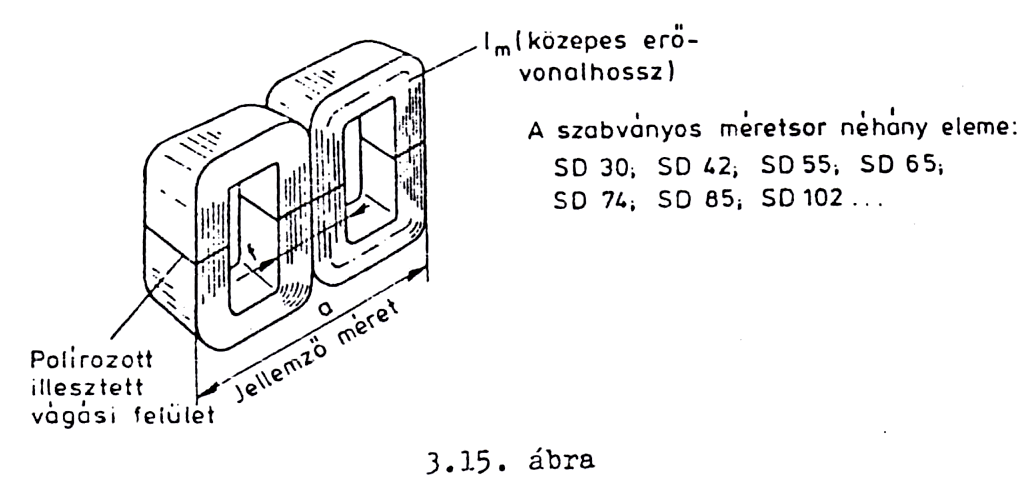 lm (közepes erő-
vonalhossz)
A szabványos méretsor néhány eleme:
SD 30; SD 42; SD 55; SD 65;
SD 74; SD 85; SD 102 ...
f
a
Jellemző méret
Polírozott
illesztett
vágási felület
3.15. ábra